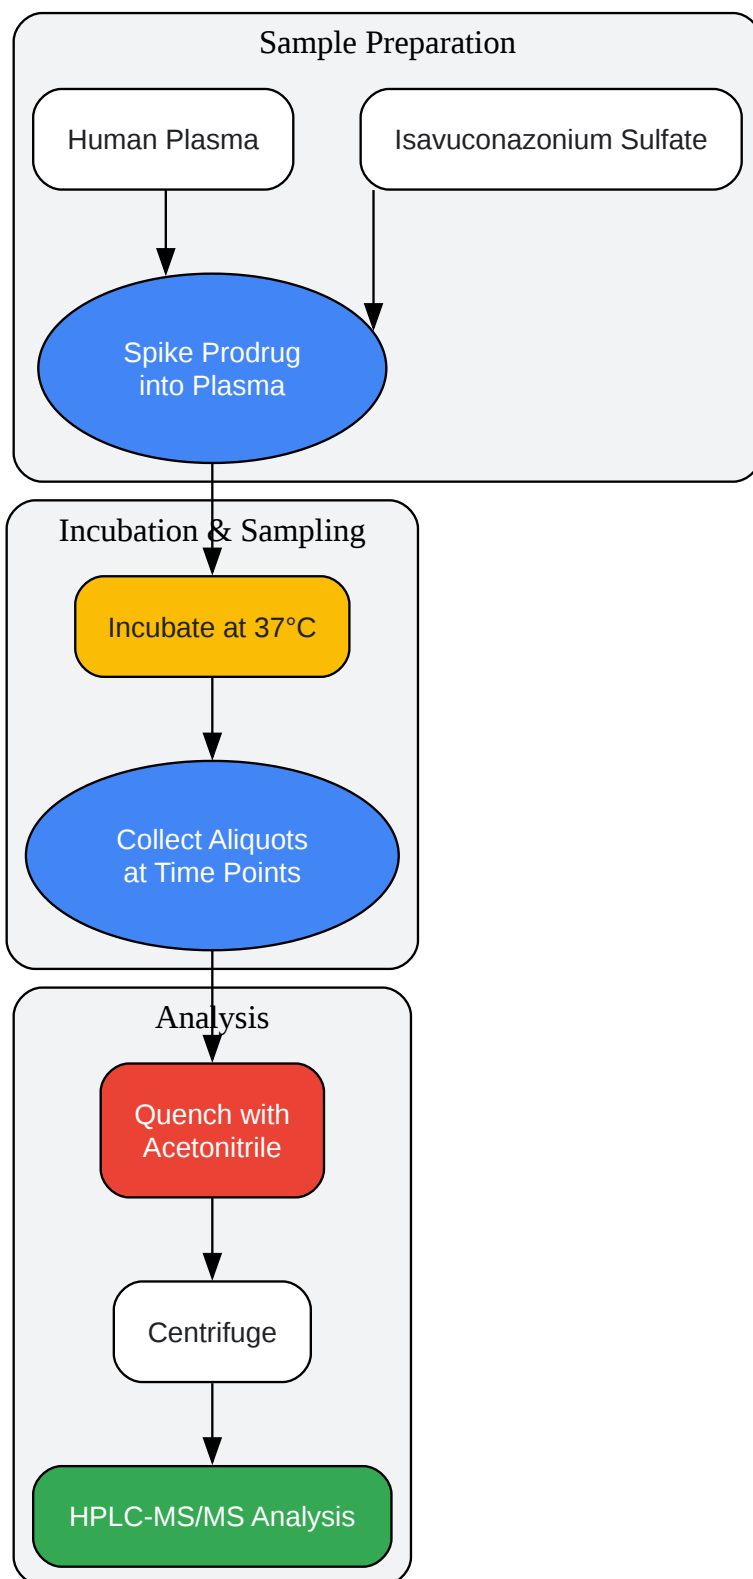 Sample Preparation
Human Plasma
Isavuconazonium Sulfate
Spike Prodrug
into Plasma
Incubation & Sampling
Incubate at 37°C
Collect Aliquots
at Time Points
Analysis
Quench with
Acetonitrile
Centrifuge
HPLC-MS/MS Analysis